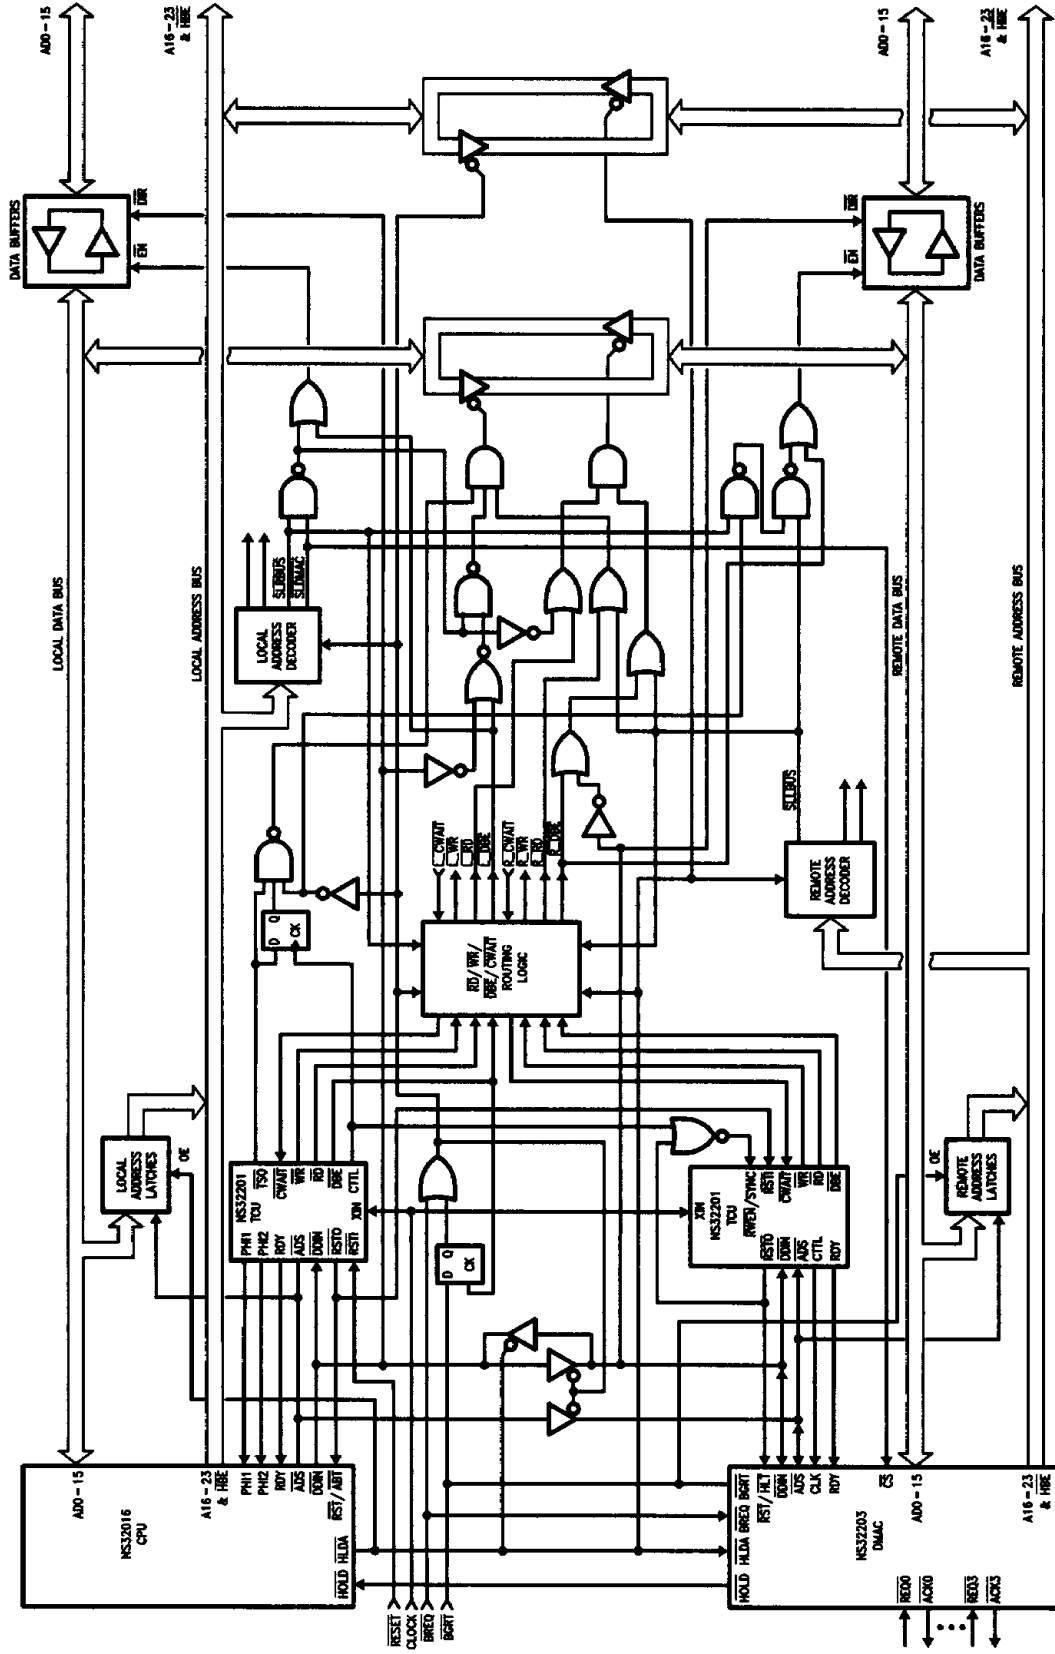 AD0-15
A16-23
& HBE
DATA BUFFERS
EN
DIR
LOCAL DATA BUS
LOCAL ADDRESS BUS
LOCAL
ADDRESS
DECODER
SLRBUS
SLDMAC
LOCAL
ADDRESS
LATCHES
OE
D Q
CK
NS32201
TCU
PHI1
PHI2
RDY
ADS
DDIN
RSTO
RSTI
TSO
CWAIT
WR
RD
DBE
CTTL
XIN
NS32016
CPU
AD0-15
A16-23
& HBE
PHI1
PHI2
RDY
ADS
DDIN
RST/ABT
HOLD
HLDA
RESET
CLOCK
BREQ
BGRT
D Q
CK
RD/WR/
DBE/CWAIT
ROUTING
LOGIC
L_CWAIT
L_WR
L_RD
L_DBE
R_CWAIT
R_WR
R_RD
R_DBE
NS32201
TCU
XIN
RWEN/SYNC
RSTI
CWAIT
WR
RD
DBE
RSTO
DDIN
ADS
CTTL
RDY
NS32203
DMAC
HOLD
HLDA
BREQ
BGRT
RST/HLT
DDIN
ADS
CLK
RDY
CS
AD0-15
A16-23
& HBE
REQ0
ACK0
REQ3
ACK3
REMOTE
ADDRESS
LATCHES
OE
REMOTE
ADDRESS
DECODER
SLLBUS
REMOTE DATA BUS
REMOTE ADDRESS BUS
DATA BUFFERS
EN
DIR
AD0-15
A16-23
& HBE